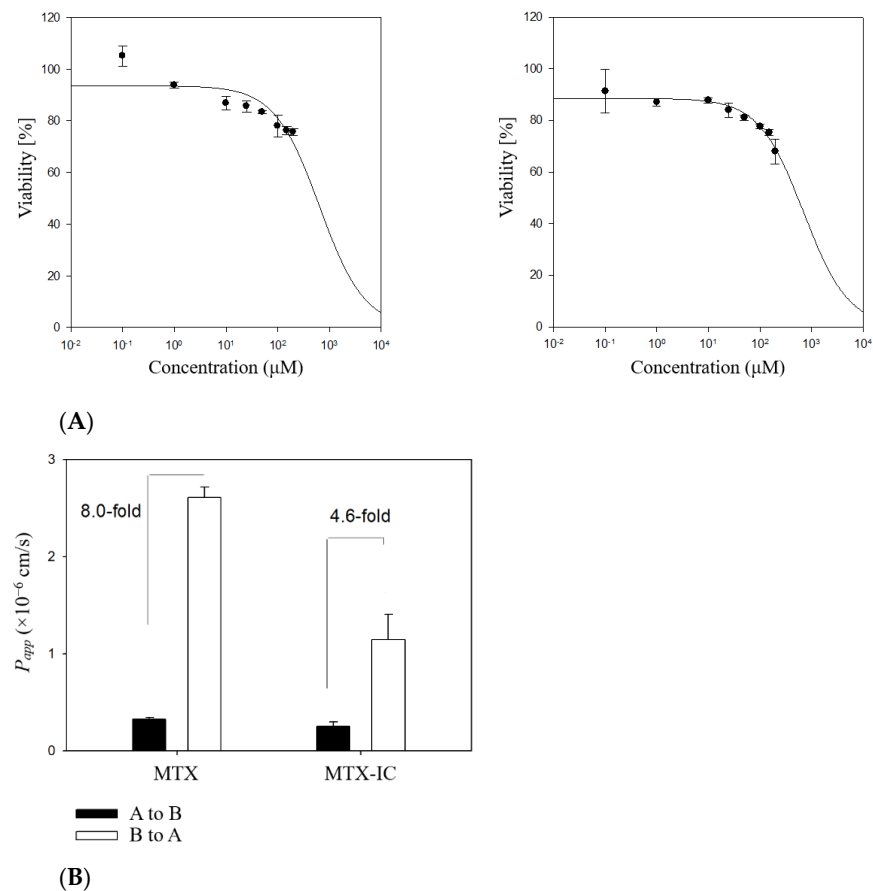 120
100
80
60
40
20
0
Viability [%]
10⁻² 10⁻¹ 10⁰ 10¹ 10² 10³ 10⁴
Concentration (μM)
120
100
80
60
40
20
0
Viability [%]
10⁻² 10⁻¹ 10⁰ 10¹ 10² 10³ 10⁴
Concentration (μM)
(A)
3
2
1
0
Papp (×10⁻⁶ cm/s)
8.0-fold
4.6-fold
MTX MTX-IC
A to B
B to A
(B)